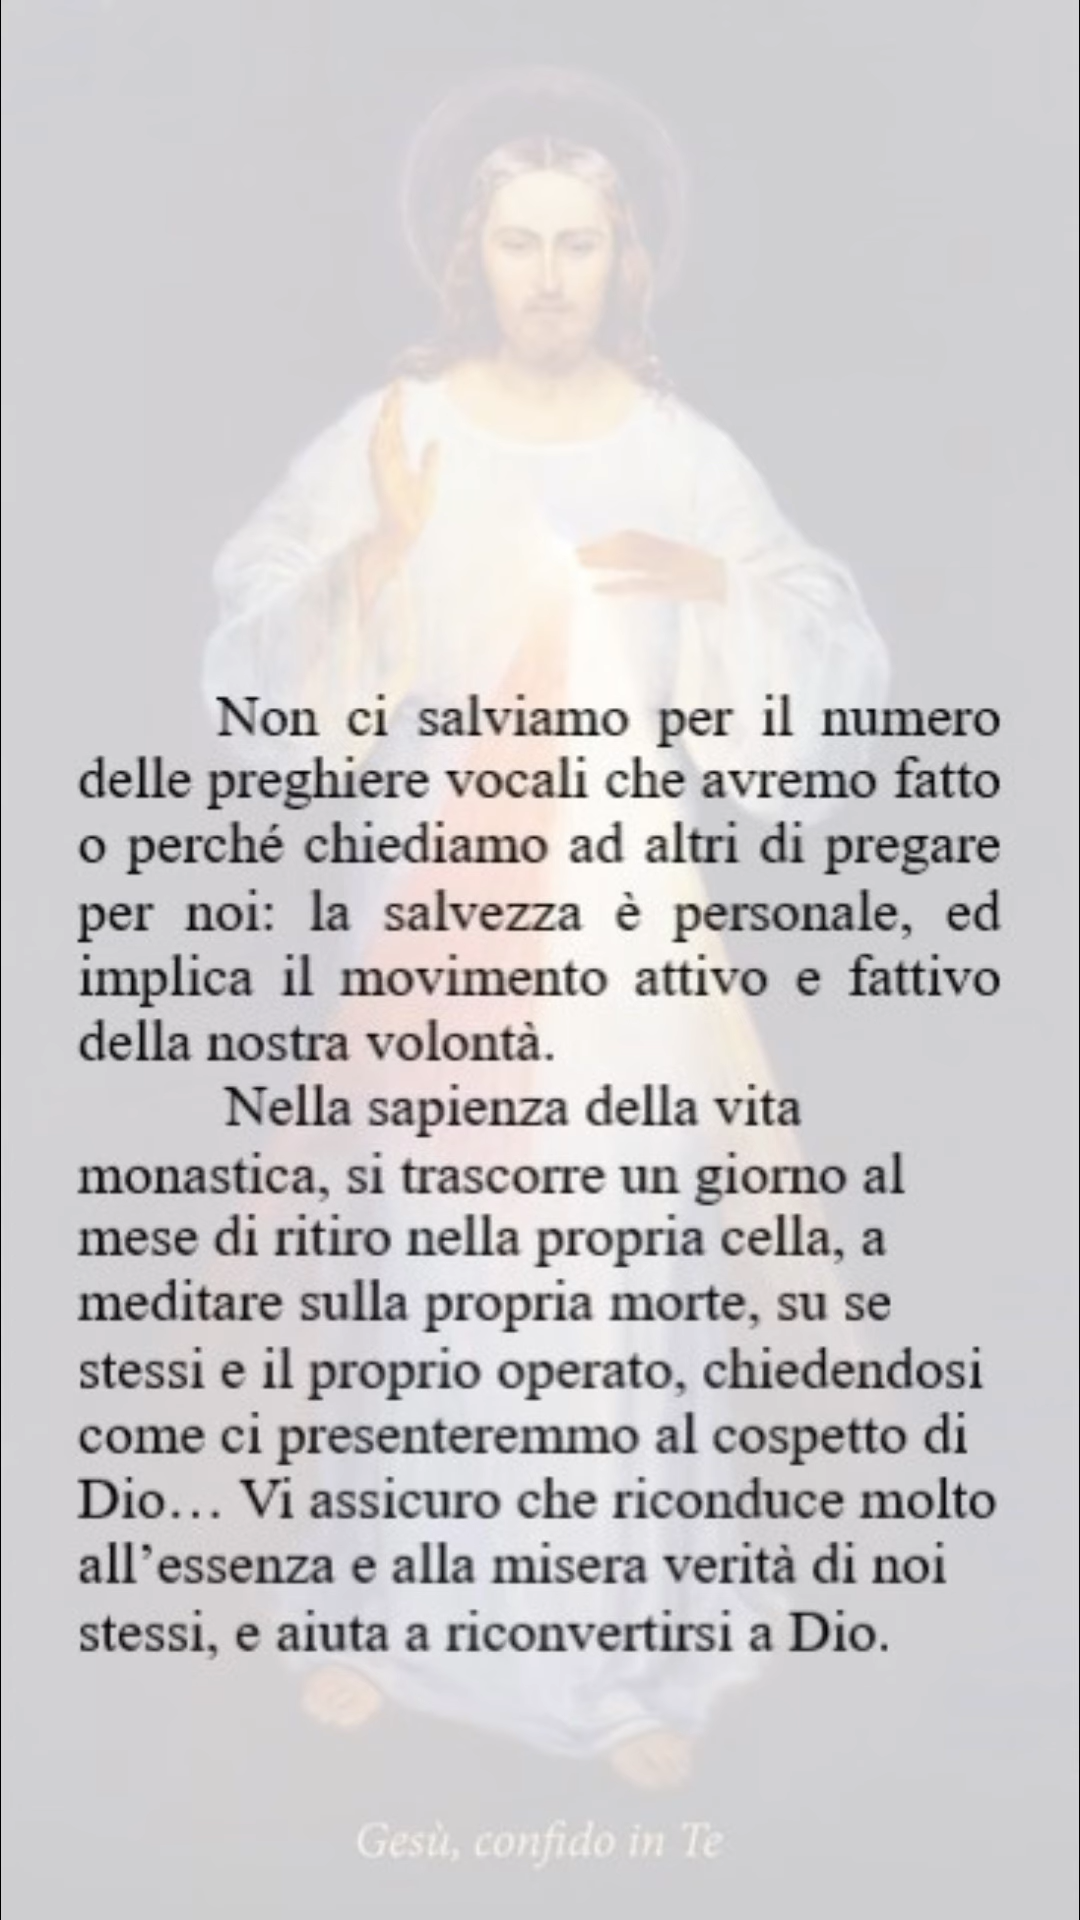 Non ci salviamo per il numero
delle preghiere vocali che avremo fatto
o perché chiediamo ad altri di pregare
per noi: la salvezza è personale, ed
implica il movimento attivo e fattivo
della nostra volontà.
Nella sapienza della vita
monastica, si trascorre un giorno al
mese di ritiro nella propria cella, a
meditare sulla propria morte, su se
stessi e il proprio operato, chiedendosi
come ci presenteremmo al cospetto di
Dio… Vi assicuro che riconduce molto
all’essenza e alla misera verità di noi
stessi, e aiuta a riconvertirsi a Dio.
Gesù, confido in Te